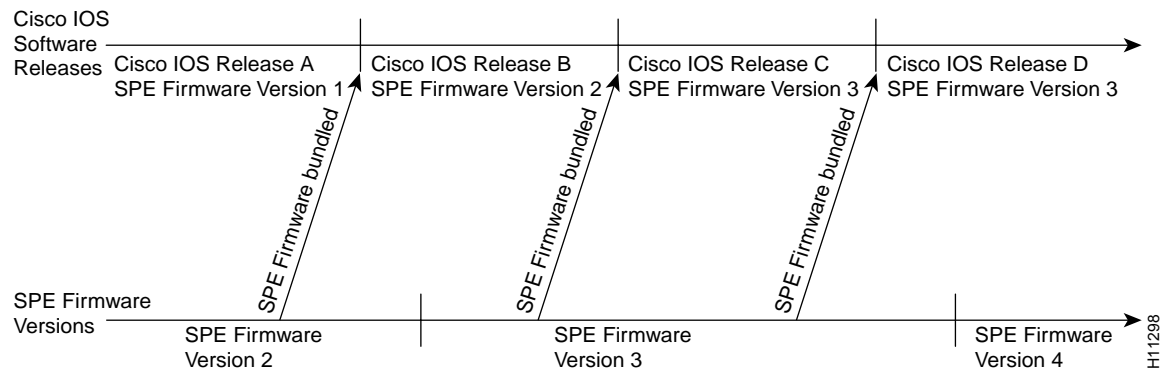 Cisco IOS
Software
Releases
Cisco IOS Release A
SPE Firmware Version 1
Cisco IOS Release B
SPE Firmware Version 2
Cisco IOS Release C
SPE Firmware Version 3
Cisco IOS Release D
SPE Firmware Version 3
SPE Firmware bundled
SPE Firmware bundled
SPE Firmware bundled
SPE Firmware
Versions
SPE Firmware
Version 2
SPE Firmware
Version 3
SPE Firmware
Version 4
H11298